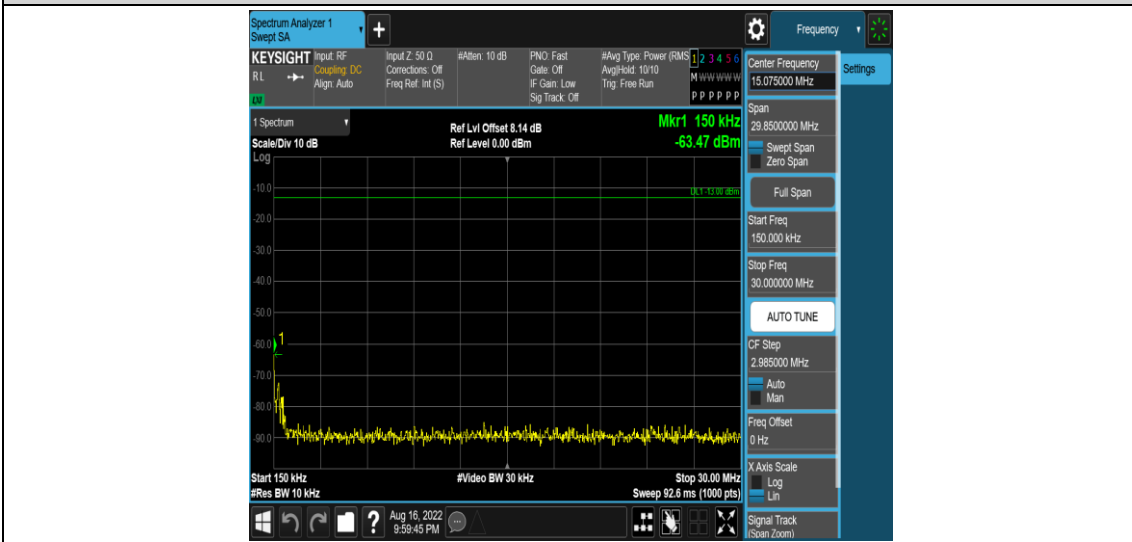 Spectrum Analyzer 1
Swept SA
+
Frequency
KEYSIGHT
R L
Input: RF
Coupling: DC
Align: Auto
Input Z: 50 Ω
Corrections: Off
Freq Ref: Int (S)
#Atten: 10 dB
PNO: Fast
Gate: Off
IF Gain: Low
Sig Track: Off
#Avg Type: Power (RMS
Avg|Hold: 10/10
Trig: Free Run
1 2 3 4 5 6
M W W W W W
P P P P P P
1 Spectrum
Scale/Div 10 dB
Log
Ref Lvl Offset 8.14 dB
Ref Level 0.00 dBm
Mkr1 150 kHz
-63.47 dBm
DL1 -13.00 dBm
-10.0
-20.0
-30.0
-40.0
-50.0
-60.0
-70.0
-80.0
-90.0
1
Start 150 kHz
#Res BW 10 kHz
#Video BW 30 kHz
Stop 30.00 MHz
Sweep 92.6 ms (1000 pts)
?
Aug 16, 2022
9:59:45 PM
Center Frequency
15.075000 MHz
Settings
Span
29.8500000 MHz
Swept Span
Zero Span
Full Span
Start Freq
150.000 kHz
Stop Freq
30.000000 MHz
AUTO TUNE
CF Step
2.985000 MHz
Auto
Man
Freq Offset
0 Hz
X Axis Scale
Log
Lin
Signal Track
(Span Zoom)